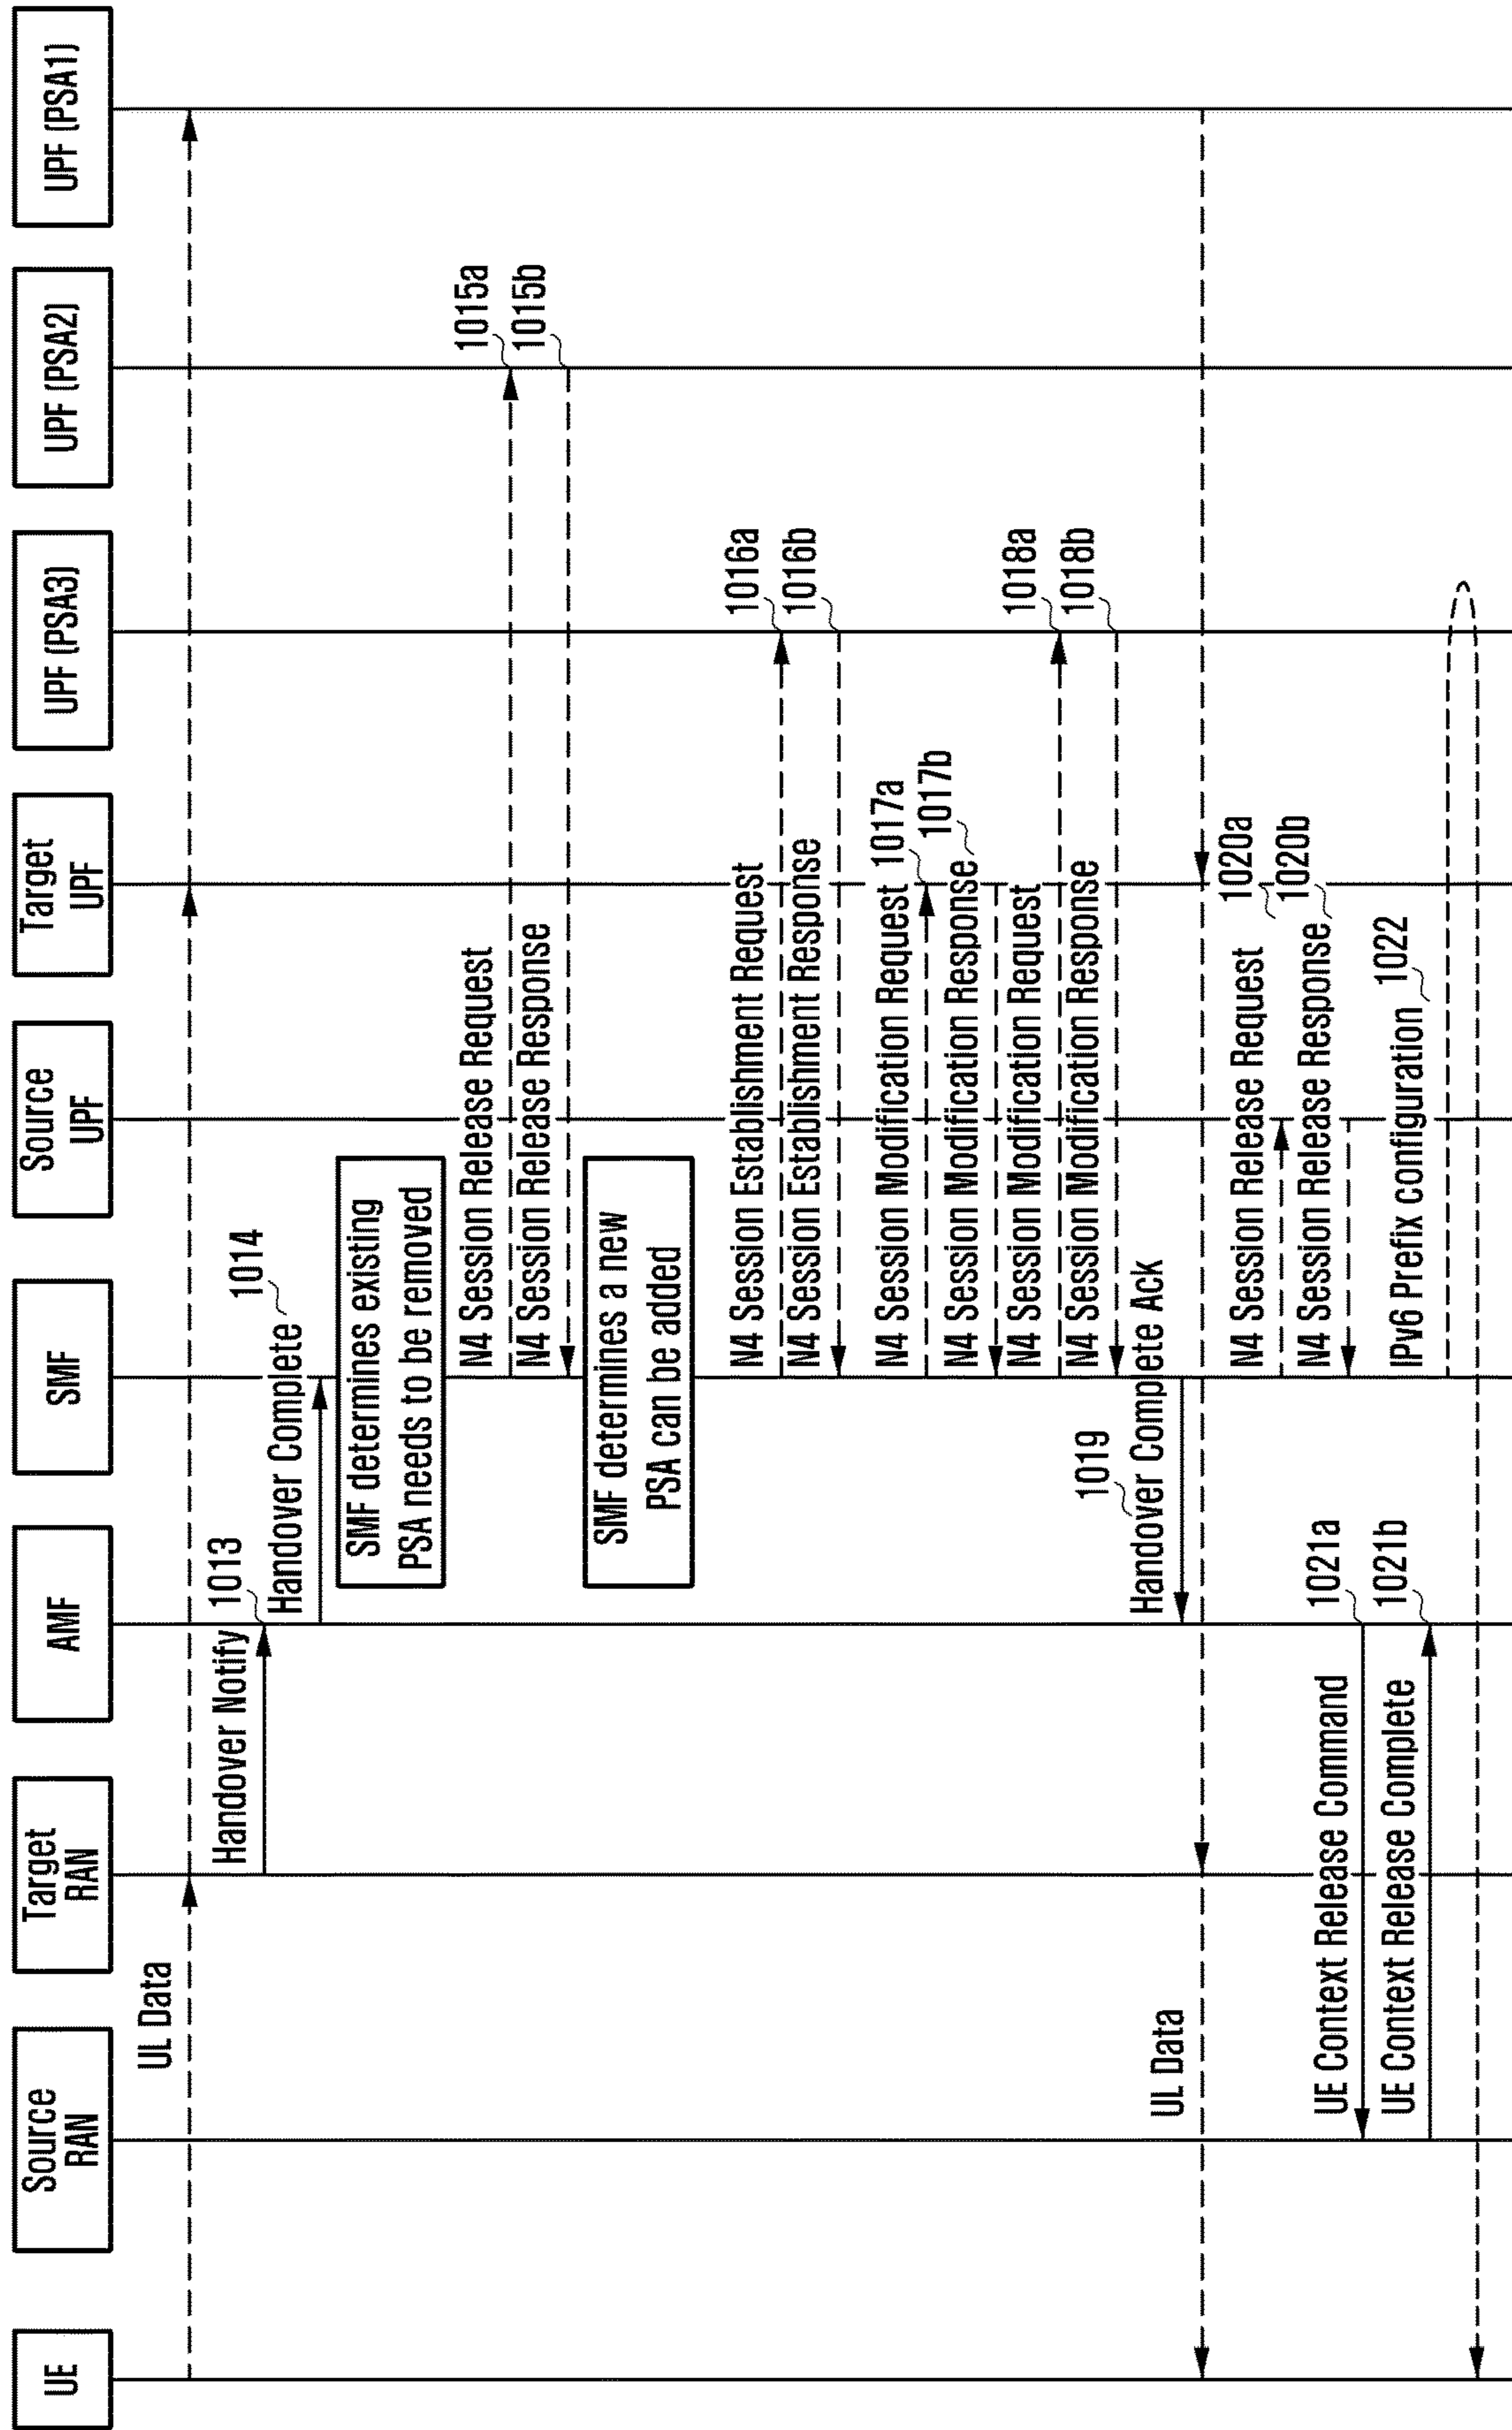 UE
Source
RAN
Target
RAN
AMF
SMF
Source
UPF
Target
UPF
UPF (PSA3)
UPF (PSA2)
UPF (PSA1)
UL Data
Handover Notify
1013
Handover Complete
1014
SMF determines existing
PSA needs to be removed
N4 Session Release Request
1015a
N4 Session Release Response
1015b
SMF determines a new
PSA can be added
N4 Session Establishment Request
1016a
N4 Session Establishment Response
1016b
N4 Session Modification Request
1017a
N4 Session Modification Response
1017b
N4 Session Modification Request
1018a
N4 Session Modification Response
1018b
1019
Handover Complete Ack
UL Data
N4 Session Release Request
1020a
N4 Session Release Response
1020b
UE Context Release Command
1021a
UE Context Release Complete
1021b
IPv6 Prefix configuration
1022